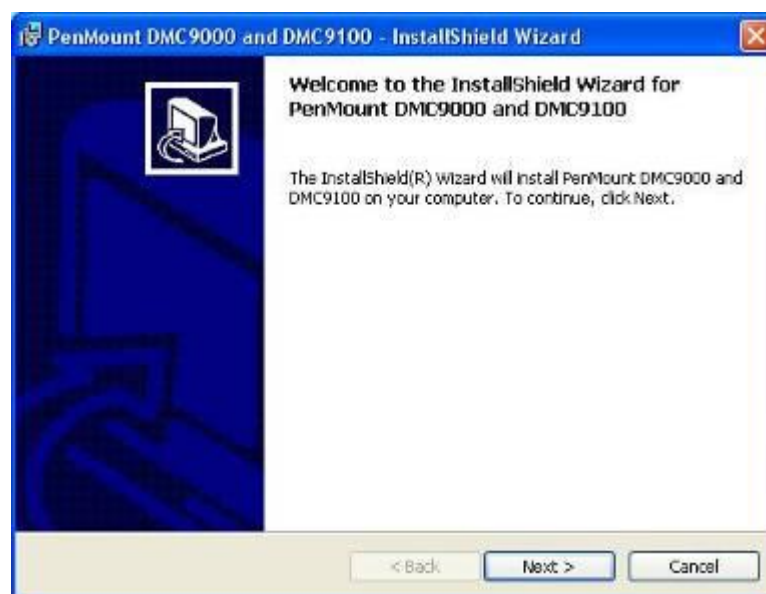 PenMount DMC9000 and DMC9100 - InstallShield Wizard
Welcome to the InstallShield Wizard for
PenMount DMC9000 and DMC9100
The InstallShield(R) Wizard will install PenMount DMC9000 and
DMC9100 on your computer. To continue, click Next.
< Back
Next >
Cancel